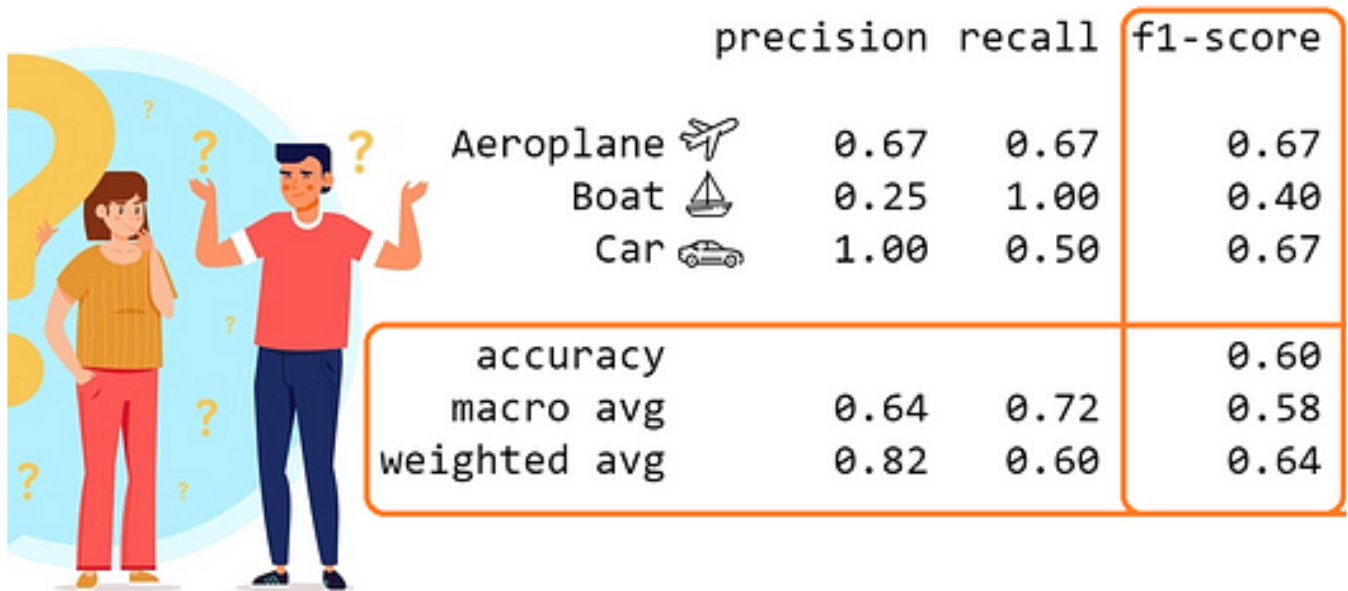 precision recall f1-score
Aeroplane 0.67 0.67 0.67
Boat 0.25 1.00 0.40
Car 1.00 0.50 0.67
accuracy 0.60
macro avg 0.64 0.72 0.58
weighted avg 0.82 0.60 0.64